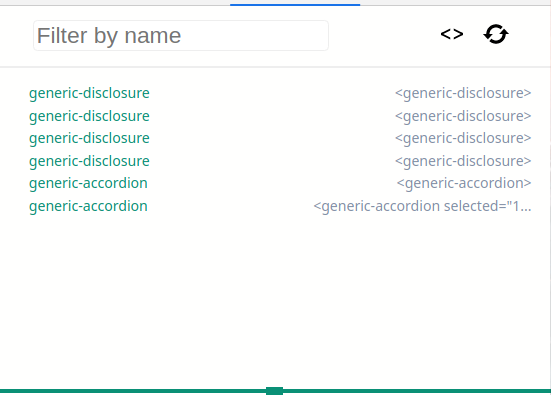 Filter by name
<>
generic-disclosure <generic-disclosure>
generic-disclosure <generic-disclosure>
generic-disclosure <generic-disclosure>
generic-disclosure <generic-disclosure>
generic-accordion <generic-accordion>
generic-accordion <generic-accordion selected="1...